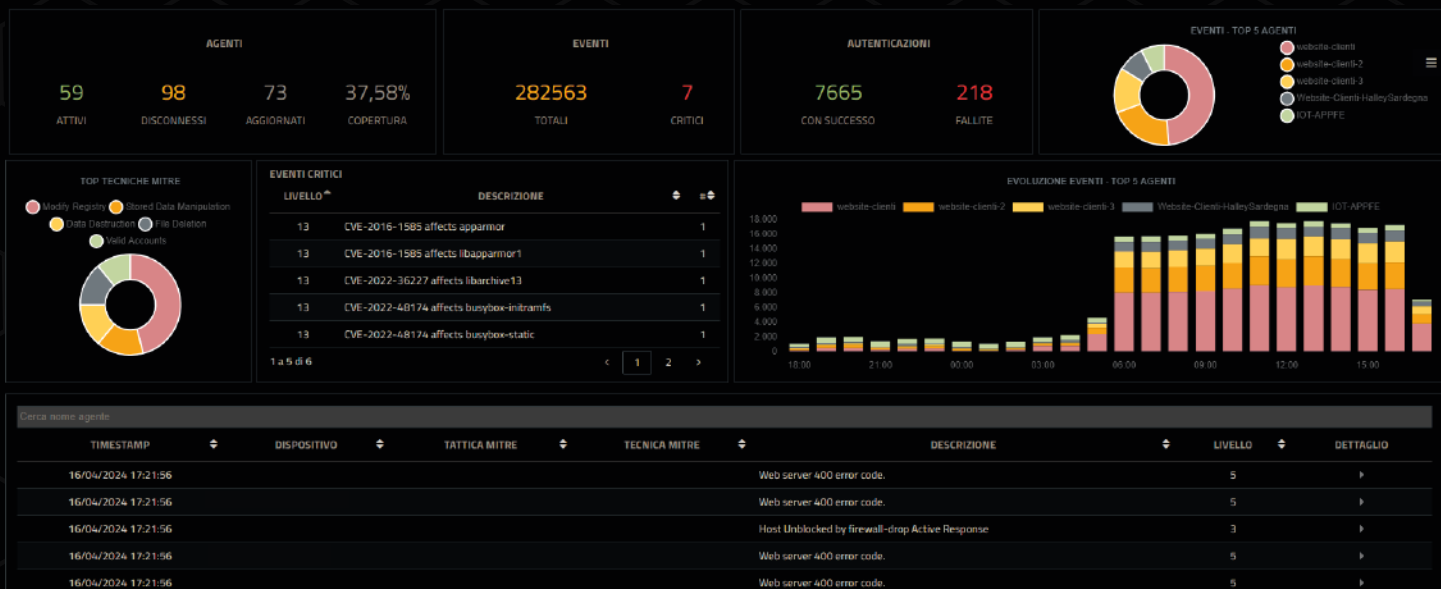 AGENTI
59 98 73 37,58%
ATTIVI DISCONNESSI AGGIORNATI COPERTURA
EVENTI
282563 7
TOTALI CRITICI
AUTENTICAZIONI
7665 218
CON SUCCESSO FALLITE
EVENTI - TOP 5 AGENTI
website-clienti
website-clienti-2
website-clienti-3
Website-Clienti-HalleySardegna
IOT-APPFE
TOP TECNICHE MITRE
Modify Registry Stored Data Manipulation
Data Destruction File Deletion
Valid Accounts
EVENTI CRITICI
LIVELLO DESCRIZIONE
13 CVE-2016-1585 affects apparmor 1
13 CVE-2016-1585 affects libapparmor1 1
13 CVE-2022-36227 affects libarchive13 1
13 CVE-2022-48174 affects busybox-initramfs 1
13 CVE-2022-48174 affects busybox-static 1
1 a 5 di 6 ‹ 1 2 ›
EVOLUZIONE EVENTI - TOP 5 AGENTI
website-clienti website-clienti-2 website-clienti-3 Website-Clienti-HalleySardegna IOT-APPFE
18.000
16.000
14.000
12.000
10.000
8.000
6.000
4.000
2.000
0
18:00 21:00 00:00 03:00 06:00 09:00 12:00 15:00
Cerca nome agente
TIMESTAMP DISPOSITIVO TATTICA MITRE TECNICA MITRE DESCRIZIONE LIVELLO DETTAGLIO
16/04/2024 17:21:56 Web server 400 error code. 5
16/04/2024 17:21:56 Web server 400 error code. 5
16/04/2024 17:21:56 Host Unblocked by firewall-drop Active Response 3
16/04/2024 17:21:56 Web server 400 error code. 5
16/04/2024 17:21:56 Web server 400 error code. 5